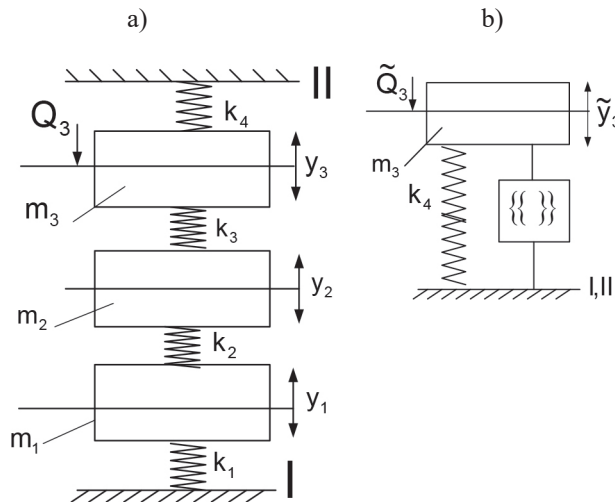 a)
II
k₄
Q₃
y₃
m₃
k₃
y₂
m₂
k₂
y₁
m₁
k₁
I
b)
Q̃₃
ỹ₃
m₃
k₄
{{ }}
I,II